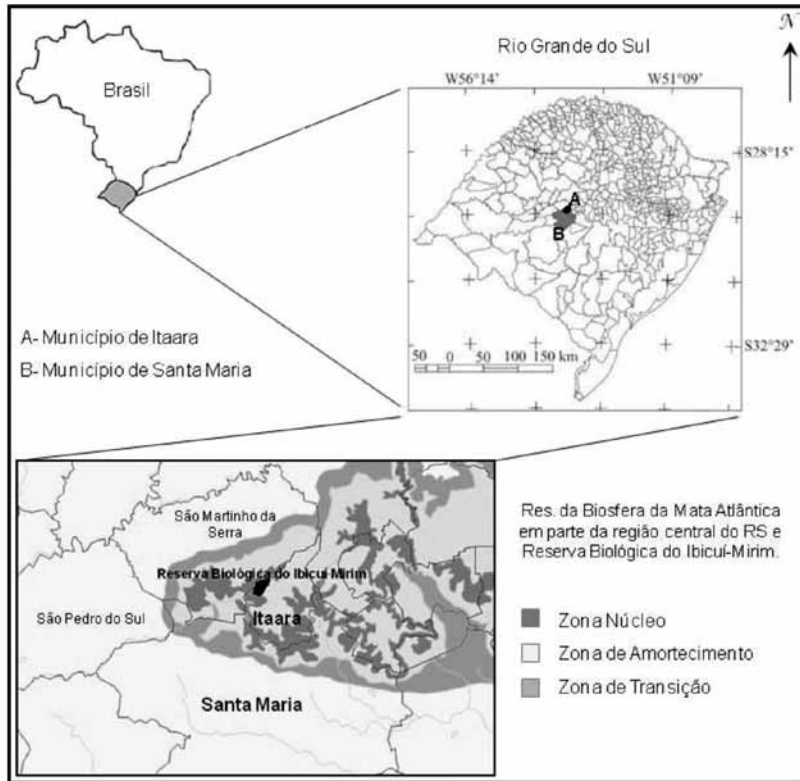 N
Rio Grande do Sul
W56°14' W51°09'
Brasil
S28°15'
A
B
A- Município de Itaara
B- Município de Santa Maria
S32°29'
50 0 50 100 150 km
São Martinho da
Serra
Reserva Biológica do Ibicuí-Mirim
São Pedro do Sul
Itaara
Santa Maria
Res. da Biosfera da Mata Atlântica
em parte da região central do RS e
Reserva Biológica do Ibicuí-Mirim.
Zona Núcleo
Zona de Amortecimento
Zona de Transição